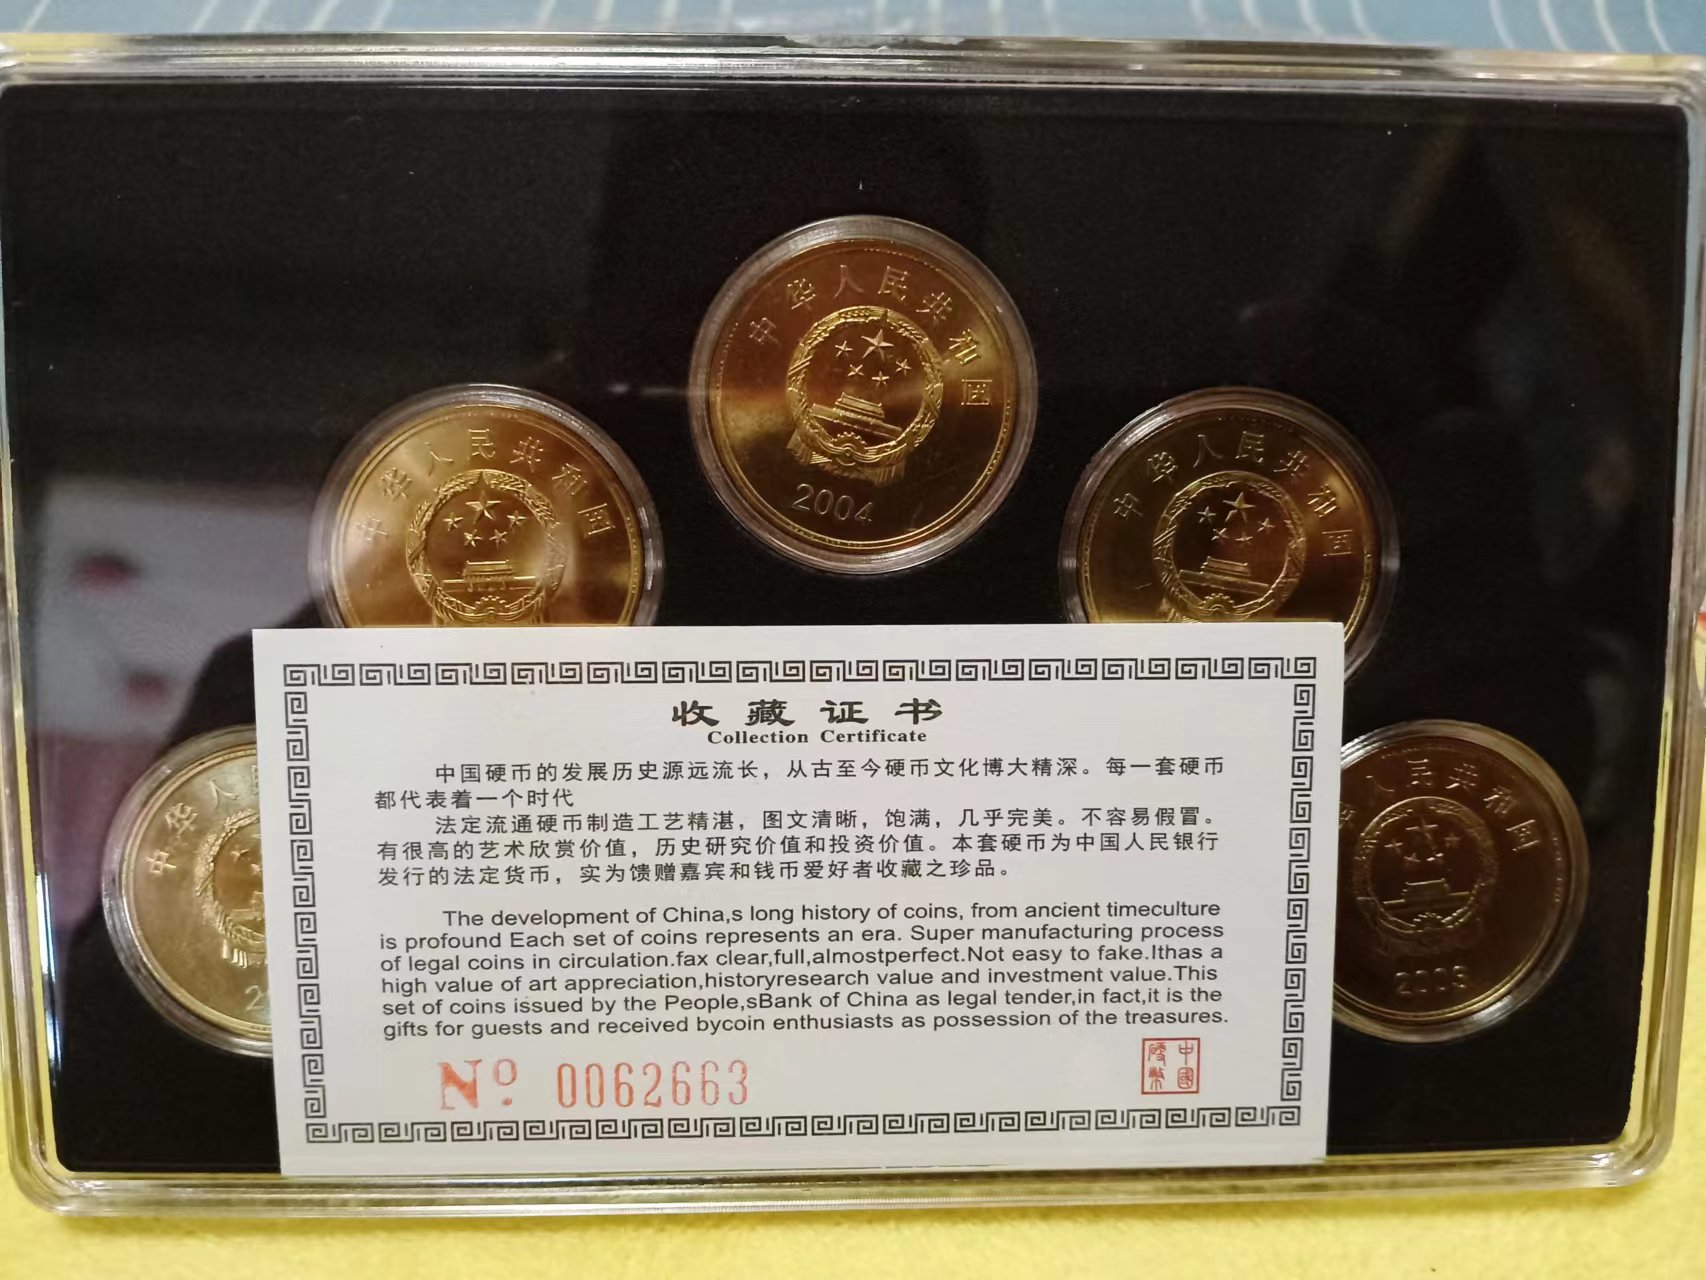 中华人民共和国
2004
中华人民共和国
中华人民共和国
中华人
人民共和国
2003
收藏证书
Collection Certificate
中国硬币的发展历史源远流长，从古至今硬币文化博大精深。每一套硬币
都代表着一个时代
法定流通硬币制造工艺精湛，图文清晰，饱满，几乎完美。不容易假冒。
有很高的艺术欣赏价值，历史研究价值和投资价值。本套硬币为中国人民银行
发行的法定货币，实为馈赠嘉宾和钱币爱好者收藏之珍品。
The development of China,s long history of coins, from ancient timeculture
is profound Each set of coins represents an era. Super manufacturing process
of legal coins in circulation.fax clear,full,almostperfect.Not easy to fake.Ithas a
high value of art appreciation,historyresearch value and investment value.This
set of coins issued by the People,sBank of China as legal tender,in fact,it is the
gifts for guests and received bycoin enthusiasts as possession of the treasures.
Nº. 0062663
中國硬幣